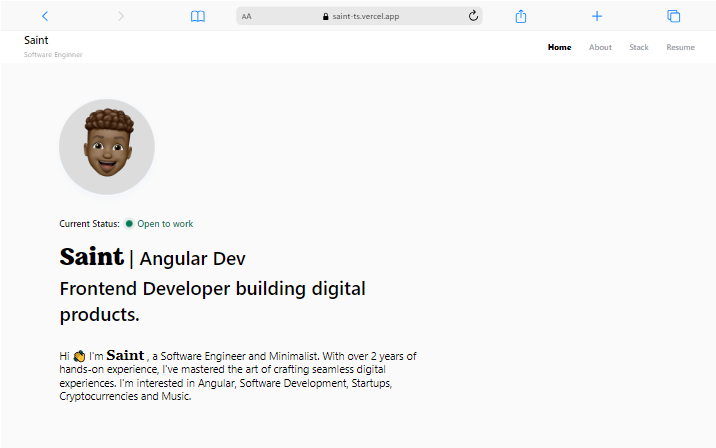 AA saint-ts.vercel.app
Saint
Software Enginner
Home About Stack Resume
Current Status: Open to work
Saint | Angular Dev
Frontend Developer building digital
products.
Hi 👏 I'm Saint , a Software Engineer and Minimalist. With over 2 years of
hands-on experience, I've mastered the art of crafting seamless digital
experiences. I'm interested in Angular, Software Development, Startups,
Cryptocurrencies and Music.